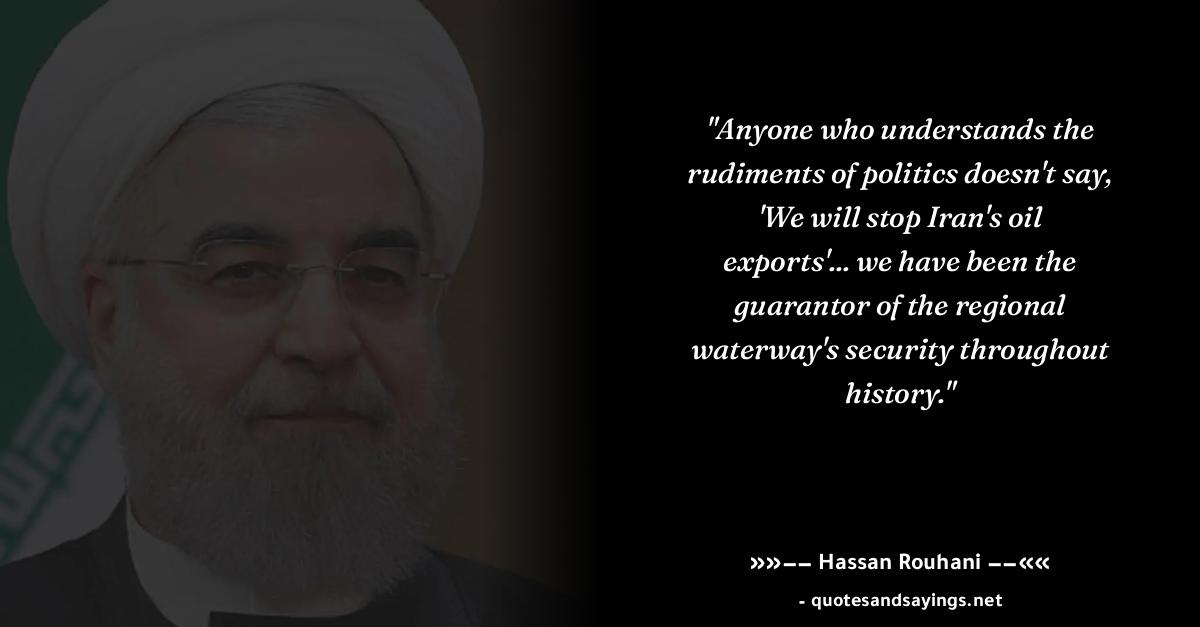 "Anyone who understands the
rudiments of politics doesn't say,
'We will stop Iran's oil
exports'... we have been the
guarantor of the regional
waterway's security throughout
history."
»»–– Hassan Rouhani ––««
- quotesandsayings.net